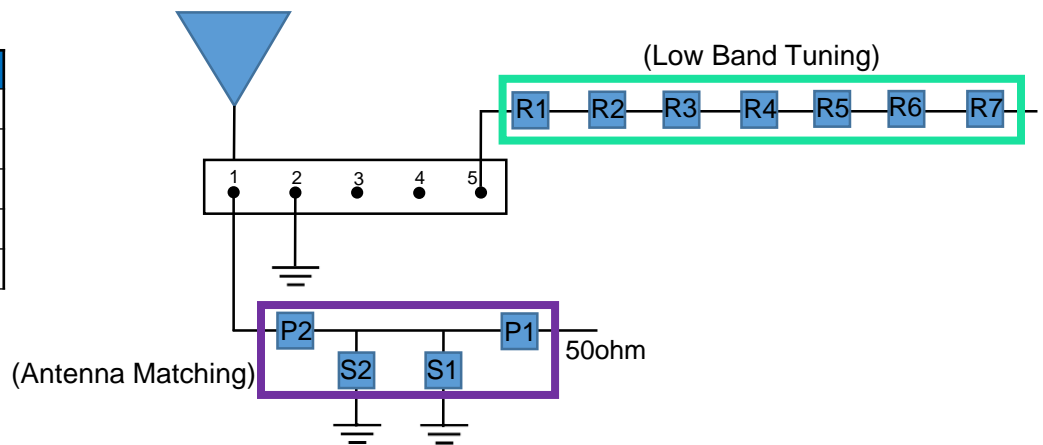 (Low Band Tuning)
R1 R2 R3 R4 R5 R6 R7
1 2 3 4 5
P2 P1
50ohm
(Antenna Matching)
S2 S1